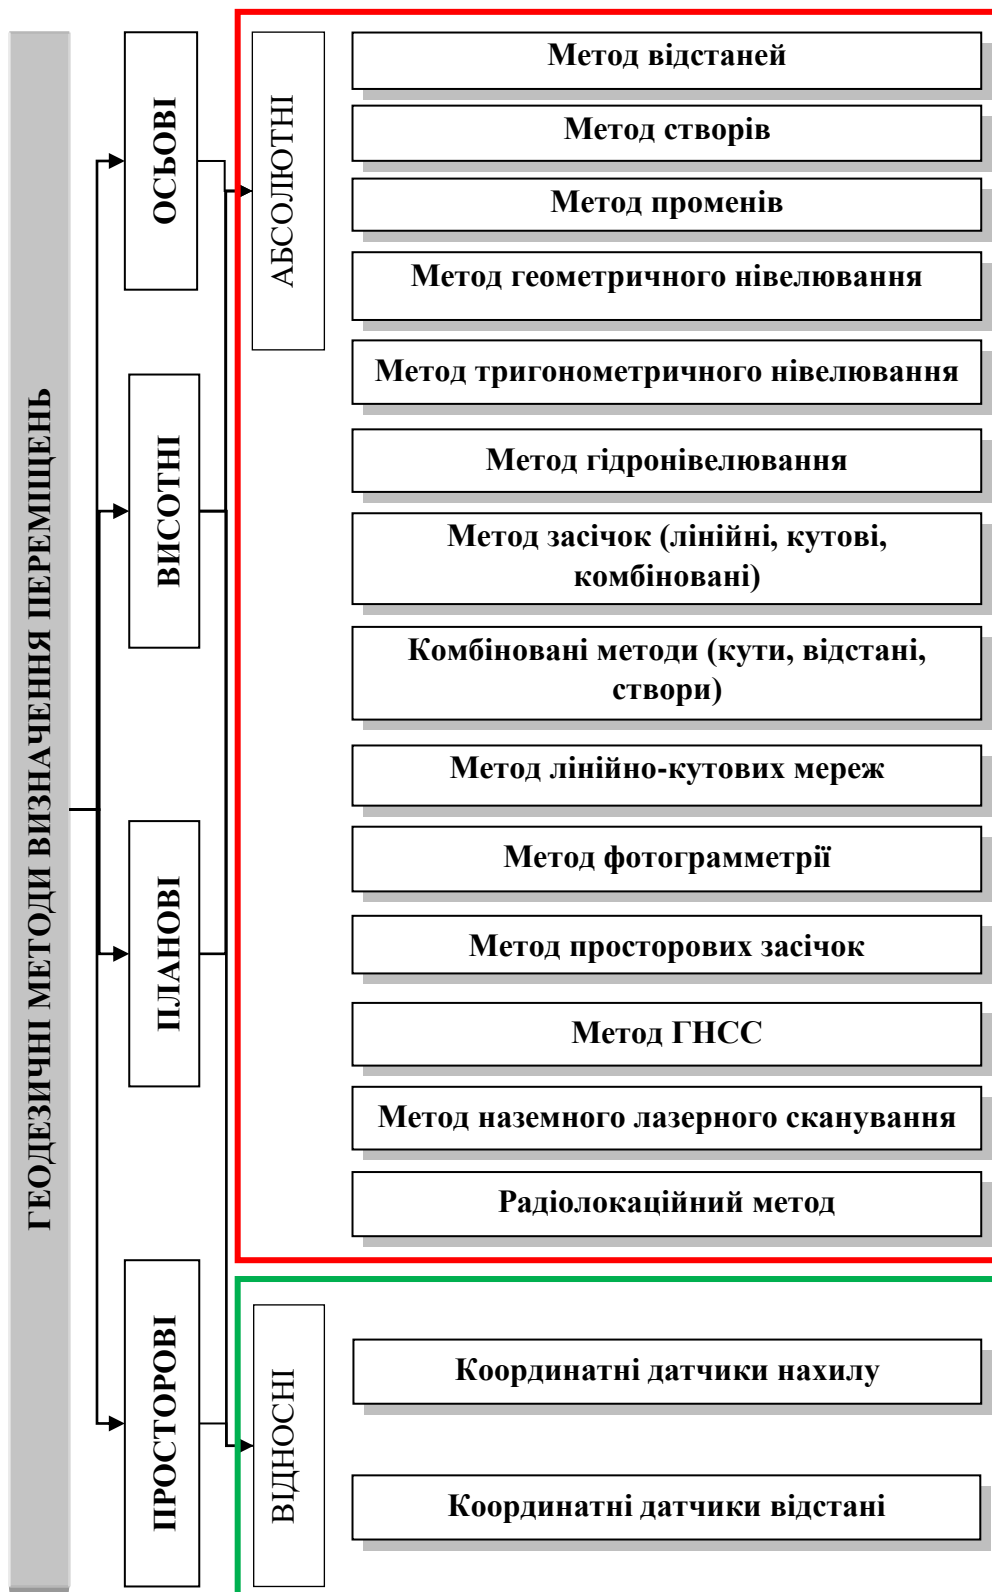 ГЕОДЕЗИЧНІ МЕТОДИ ВИЗНАЧЕННЯ ПЕРЕМІЩЕНЬ
ОСЬОВІ
ВИСОТНІ
ПЛАНОВІ
ПРОСТОРОВІ
АБСОЛЮТНІ
Метод відстаней
Метод створів
Метод променів
Метод геометричного нівелювання
Метод тригонометричного нівелювання
Метод гідронівелювання
Метод засічок (лінійні, кутові,
комбіновані)
Комбіновані методи (кути, відстані,
створи)
Метод лінійно-кутових мереж
Метод фотограмметрії
Метод просторових засічок
Метод ГНСС
Метод наземного лазерного сканування
Радіолокаційний метод
ВІДНОСНІ
Координатні датчики нахилу
Координатні датчики відстані